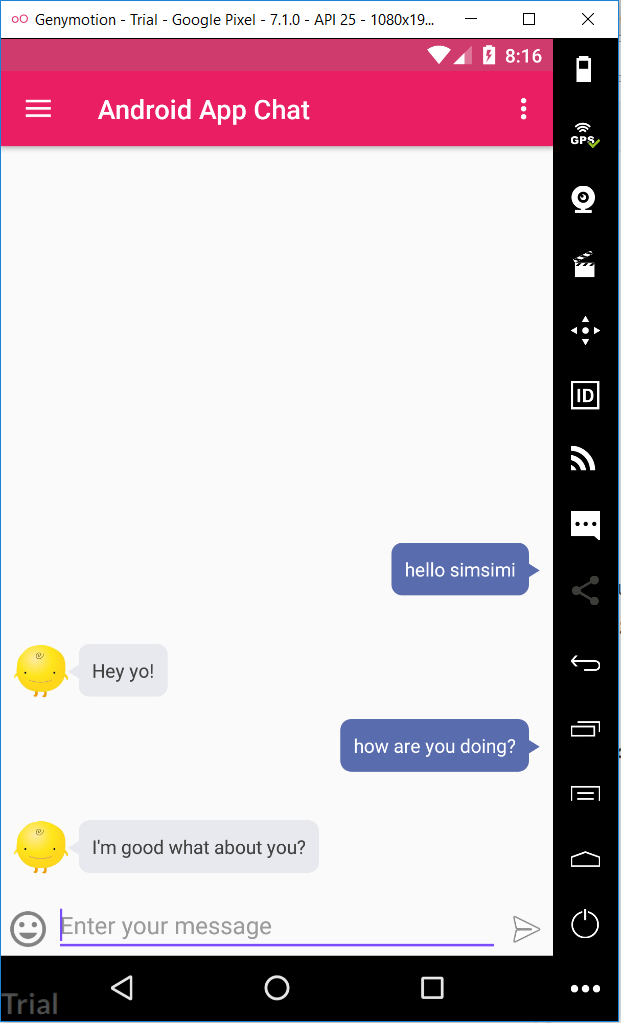 Genymotion - Trial - Google Pixel - 7.1.0 - API 25 - 1080x19...
8:16
Android App Chat
GPS
ID
hello simsimi
Hey yo!
how are you doing?
I'm good what about you?
Enter your message
Trial